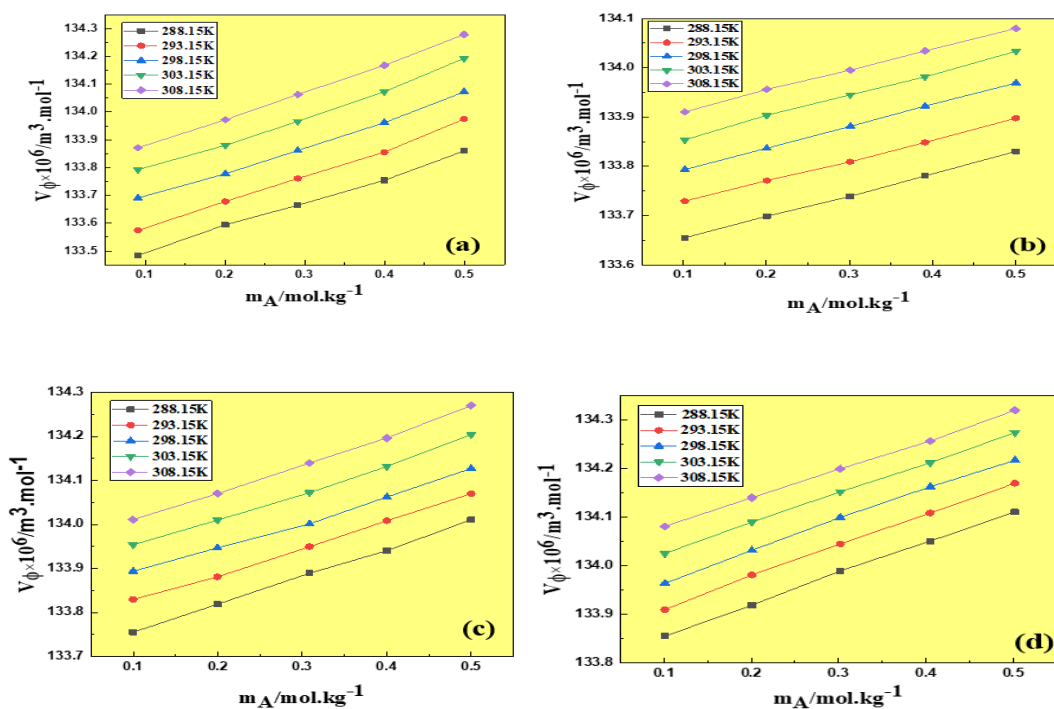 134.3
134.2
134.1
134.0
133.9
133.8
133.7
133.6
133.5
Vϕ×10⁶/m³.mol⁻¹
288.15K
293.15K
298.15K
303.15K
308.15K
(a)
0.1 0.2 0.3 0.4 0.5
mA/mol.kg⁻¹
134.1
134.0
133.9
133.8
133.7
133.6
Vϕ×10⁶/m³.mol⁻¹
288.15K
293.15K
298.15K
303.15K
308.15K
(b)
0.1 0.2 0.3 0.4 0.5
mA/mol.kg⁻¹
134.3
134.2
134.1
134.0
133.9
133.8
133.7
Vϕ×10⁶/m³.mol⁻¹
288.15K
293.15K
298.15K
303.15K
308.15K
(c)
0.1 0.2 0.3 0.4 0.5
mA/mol.kg⁻¹
134.3
134.2
134.1
134.0
133.9
133.8
Vϕ×10⁶/m³.mol⁻¹
288.15K
293.15K
298.15K
303.15K
308.15K
(d)
0.1 0.2 0.3 0.4 0.5
mA/mol.kg⁻¹